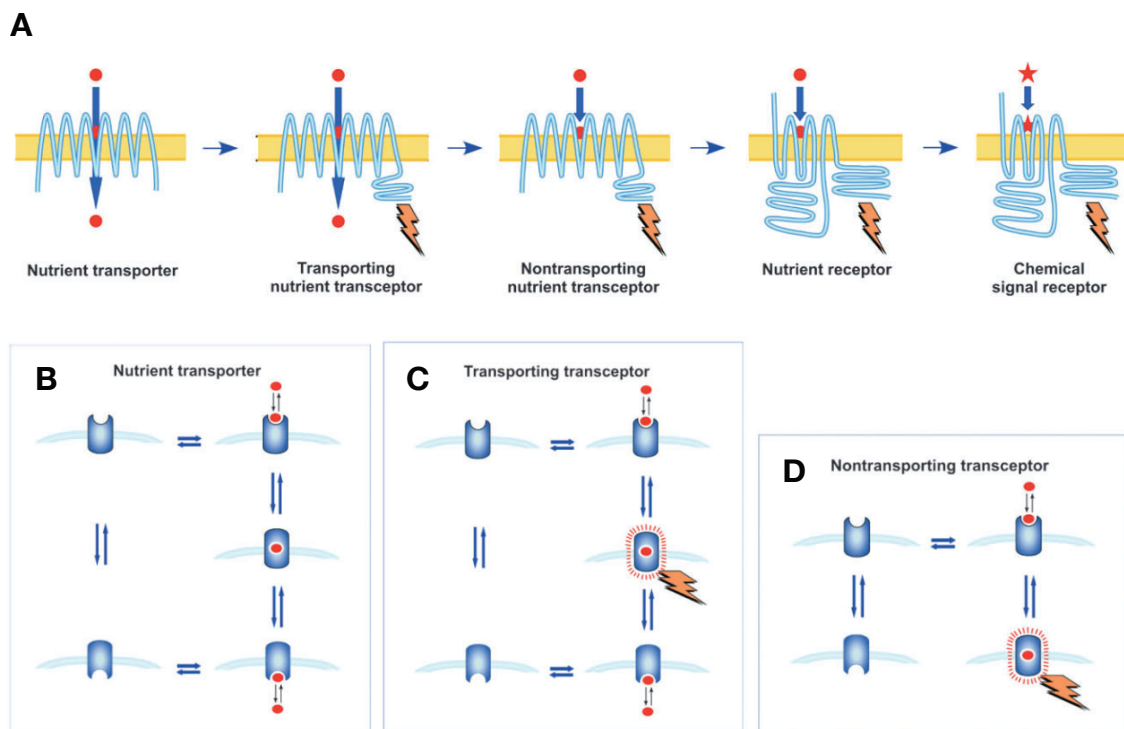 A
Nutrient transporter
Transporting
nutrient transceptor
Nontransporting
nutrient transceptor
Nutrient receptor
Chemical
signal receptor
B
Nutrient transporter
C
Transporting transceptor
D
Nontransporting transceptor